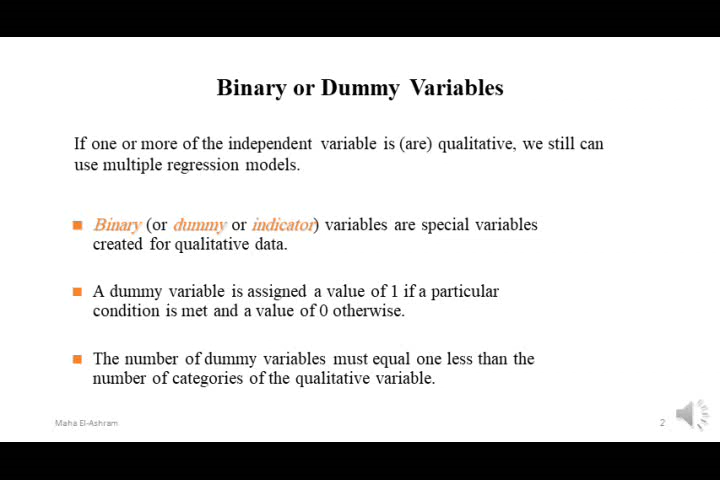 Binary or Dummy Variables
If one or more of the independent variable is (are) qualitative, we still can
use multiple regression models.
Binary (or dummy or indicator) variables are special variables
created for qualitative data.
A dummy variable is assigned a value of 1 if a particular
condition is met and a value of 0 otherwise.
The number of dummy variables must equal one less than the
number of categories of the qualitative variable.
Maha El-Ashram
2